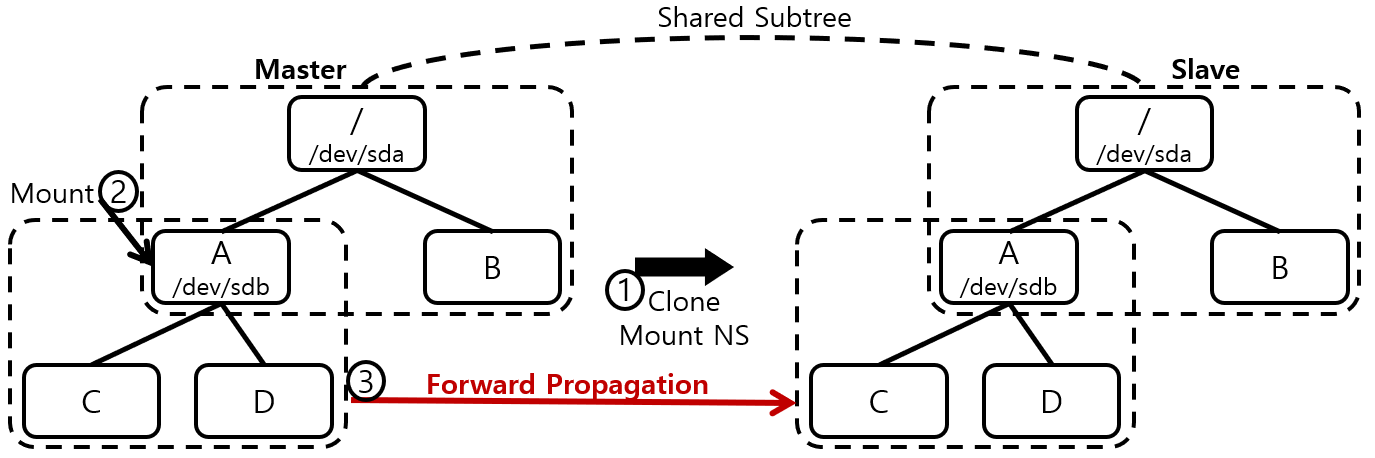 Shared Subtree
Master
Slave
/
/dev/sda
/
/dev/sda
Mount
2
A
/dev/sdb
B
1
Clone
Mount NS
A
/dev/sdb
B
3
Forward Propagation
C
D
C
D